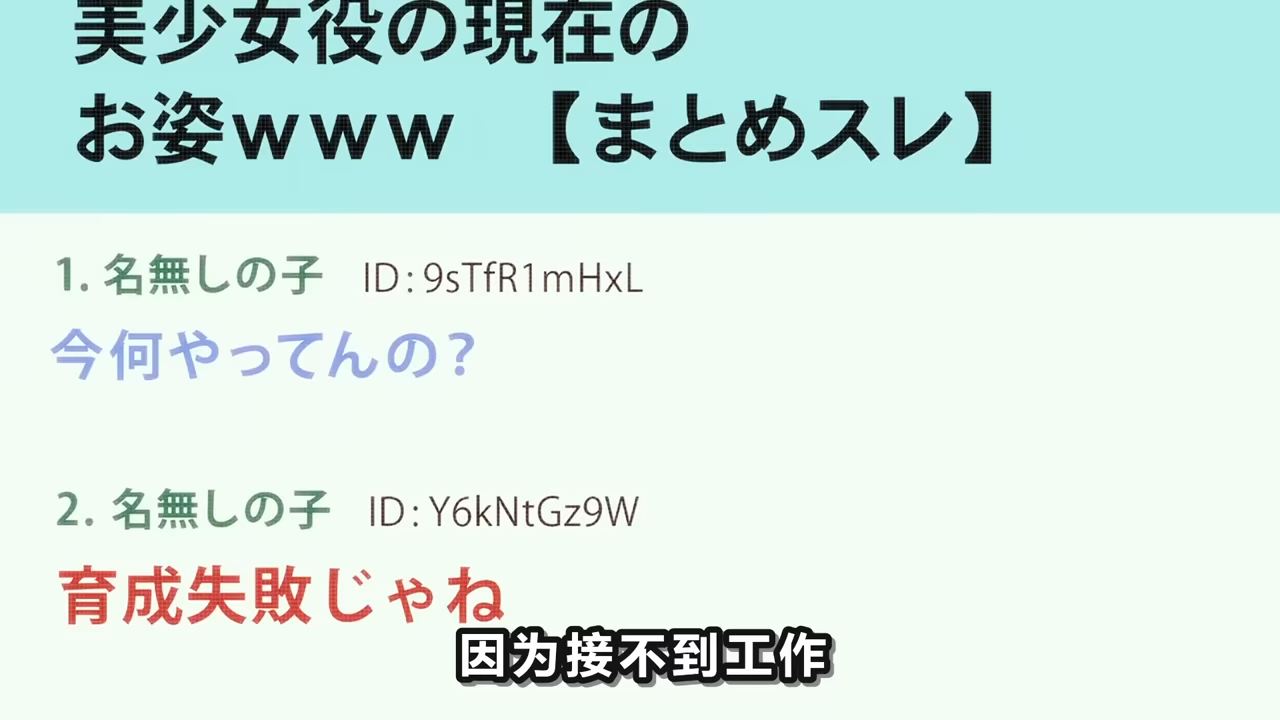 美少女役の現在の
お姿ｗｗｗ 【まとめスレ】
1. 名無しの子 ID:9sTfR1mHxL
今何やってんの?
2. 名無しの子 ID:Y6kNtGz9W
育成失敗じゃね
因为接不到工作